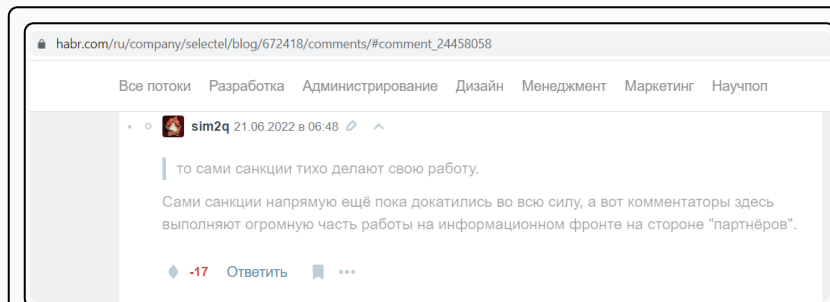 habr.com/ru/company/selectel/blog/672418/comments/#comment_24458058
Все потоки Разработка Администрирование Дизайн Менеджмент Маркетинг Научпоп
sim2q 21.06.2022 в 06:48
то сами санкции тихо делают свою работу.
Сами санкции напрямую ещё пока докатились во всю силу, а вот комментаторы здесь
выполняют огромную часть работы на информационном фронте на стороне "партнёров".
-17 Ответить